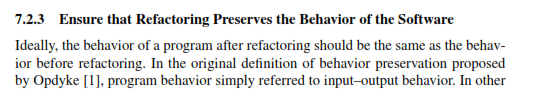 7.2.3 Ensure that Refactoring Preserves the Behavior of the Software
Ideally, the behavior of a program after refactoring should be the same as the behav-
ior before refactoring. In the original definition of behavior preservation proposed
by Opdyke [1], program behavior simply referred to input–output behavior. In other